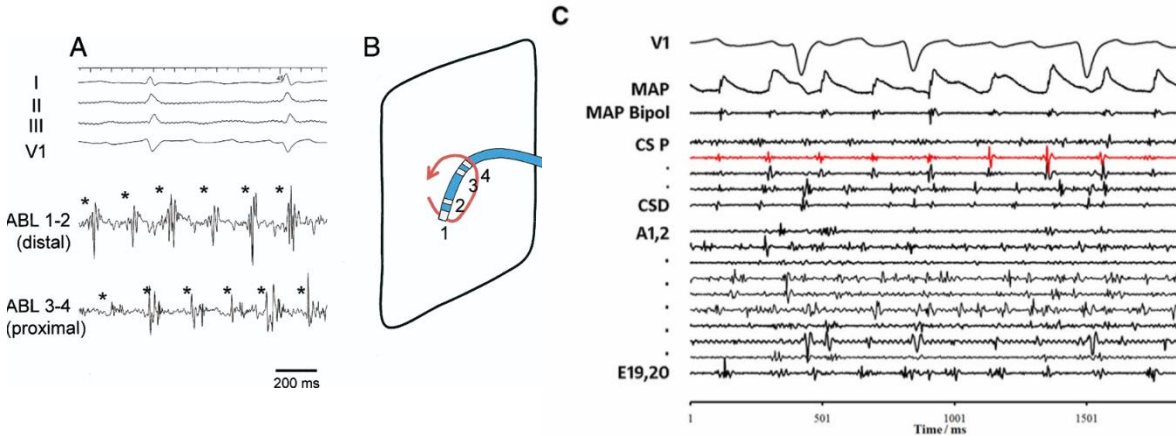 A
I
II
III
V1
ABL 1-2
(distal)
ABL 3-4
(proximal)
200 ms
B
1
2
3
4
C
V1
MAP
MAP Bipol
CS P
CSD
A1,2
E19,20
1 501 1001 1501
Time / ms